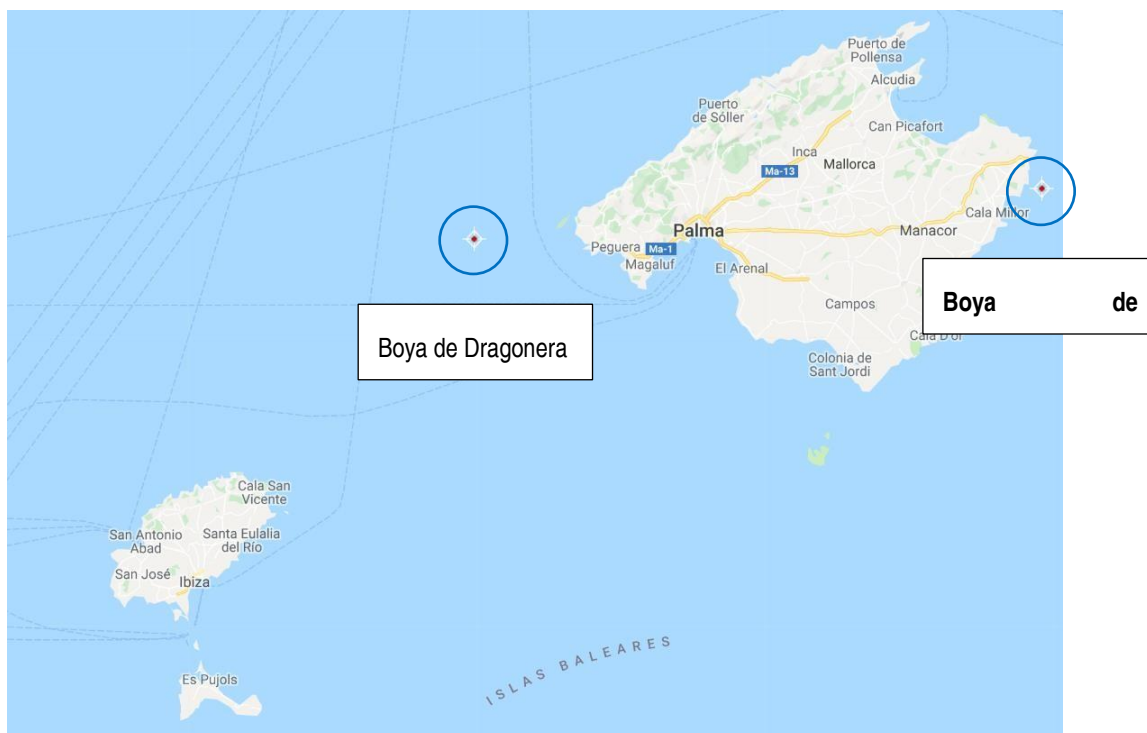 Puerto de
Pollensa
Alcudia
Puerto
de Sóller
Can Picafort
Inca
Ma-13
Mallorca
Cala Millor
Palma
Manacor
Peguera
Ma-1
Magaluf
El Arenal
Boya de
Campos
Boya de Dragonera
Cala D'or
Colonia de
Sant Jordi
Cala San
Vicente
San Antonio
Abad
Santa Eulalia
del Río
San José
Ibiza
ISLAS BALEARES
Es Pujols